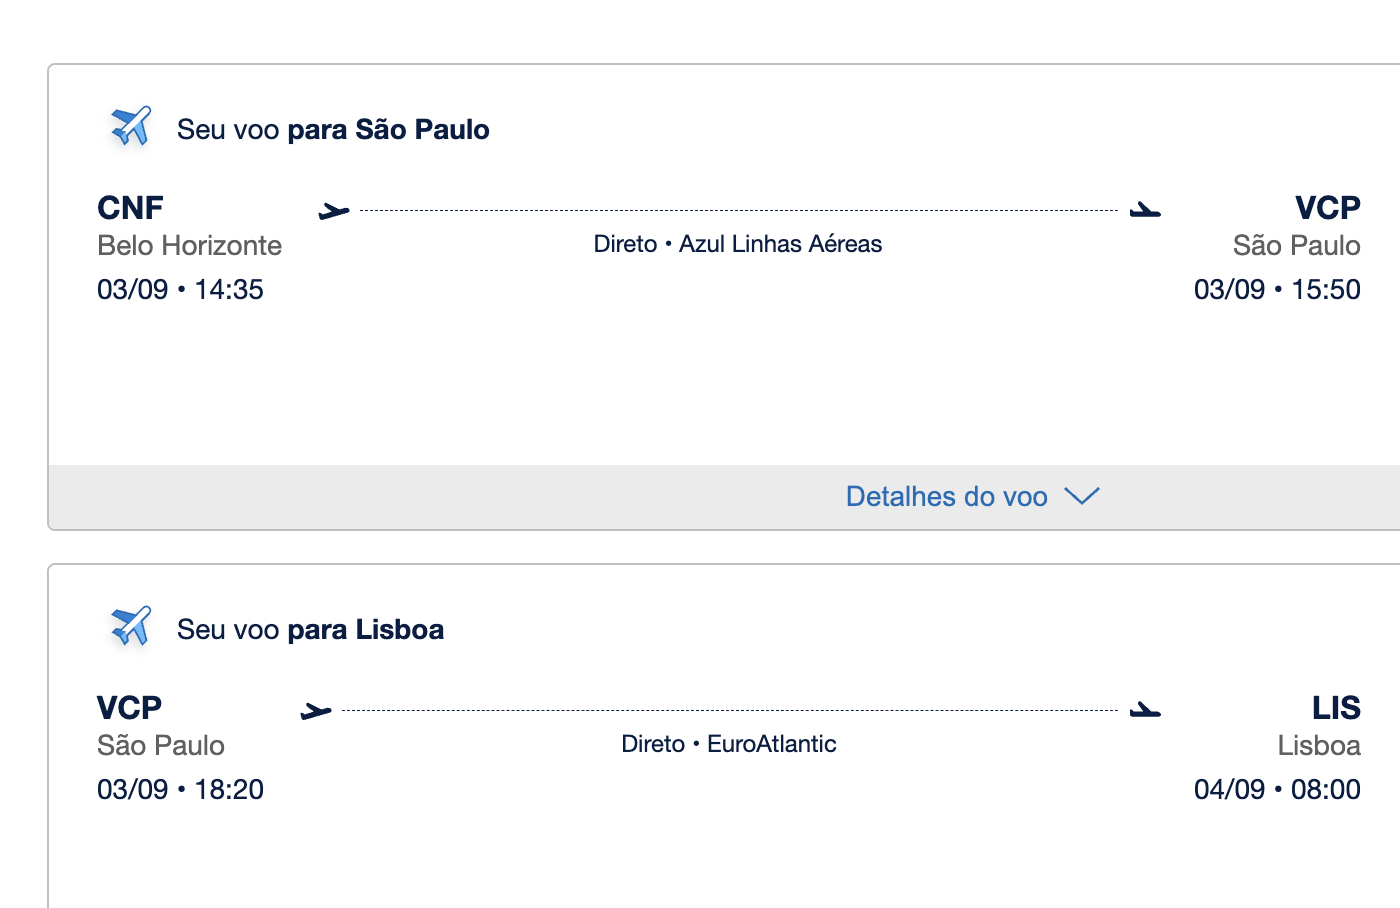 Seu voo para São Paulo
CNF
VCP
Belo Horizonte
Direto • Azul Linhas Aéreas
São Paulo
03/09 • 14:35
03/09 • 15:50
Detalhes do voo
Seu voo para Lisboa
VCP
LIS
São Paulo
Direto • EuroAtlantic
Lisboa
03/09 • 18:20
04/09 • 08:00